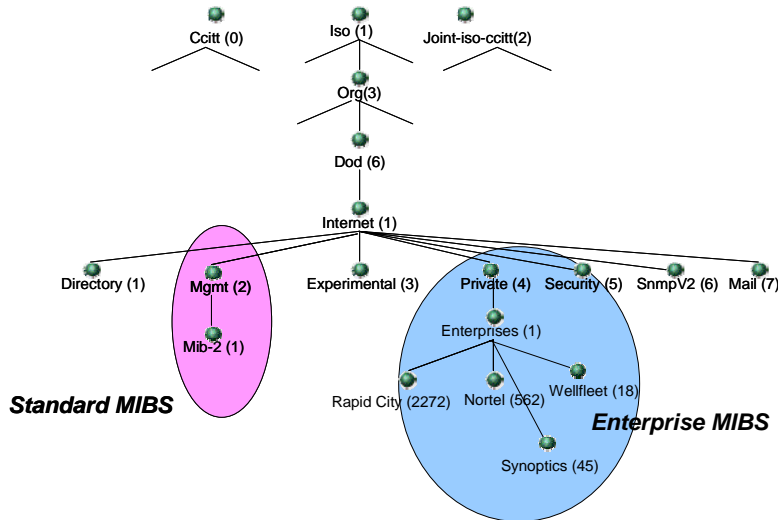 Ccitt (0)
Iso (1)
Joint-iso-ccitt(2)
Org(3)
Dod (6)
Internet (1)
Directory (1)
Mgmt (2)
Experimental (3)
Private (4)
Security (5)
SnmpV2 (6)
Mail (7)
Enterprises (1)
Mib-2 (1)
Rapid City (2272)
Nortel (562)
Wellfleet (18)
Standard MIBS
Enterprise MIBS
Synoptics (45)